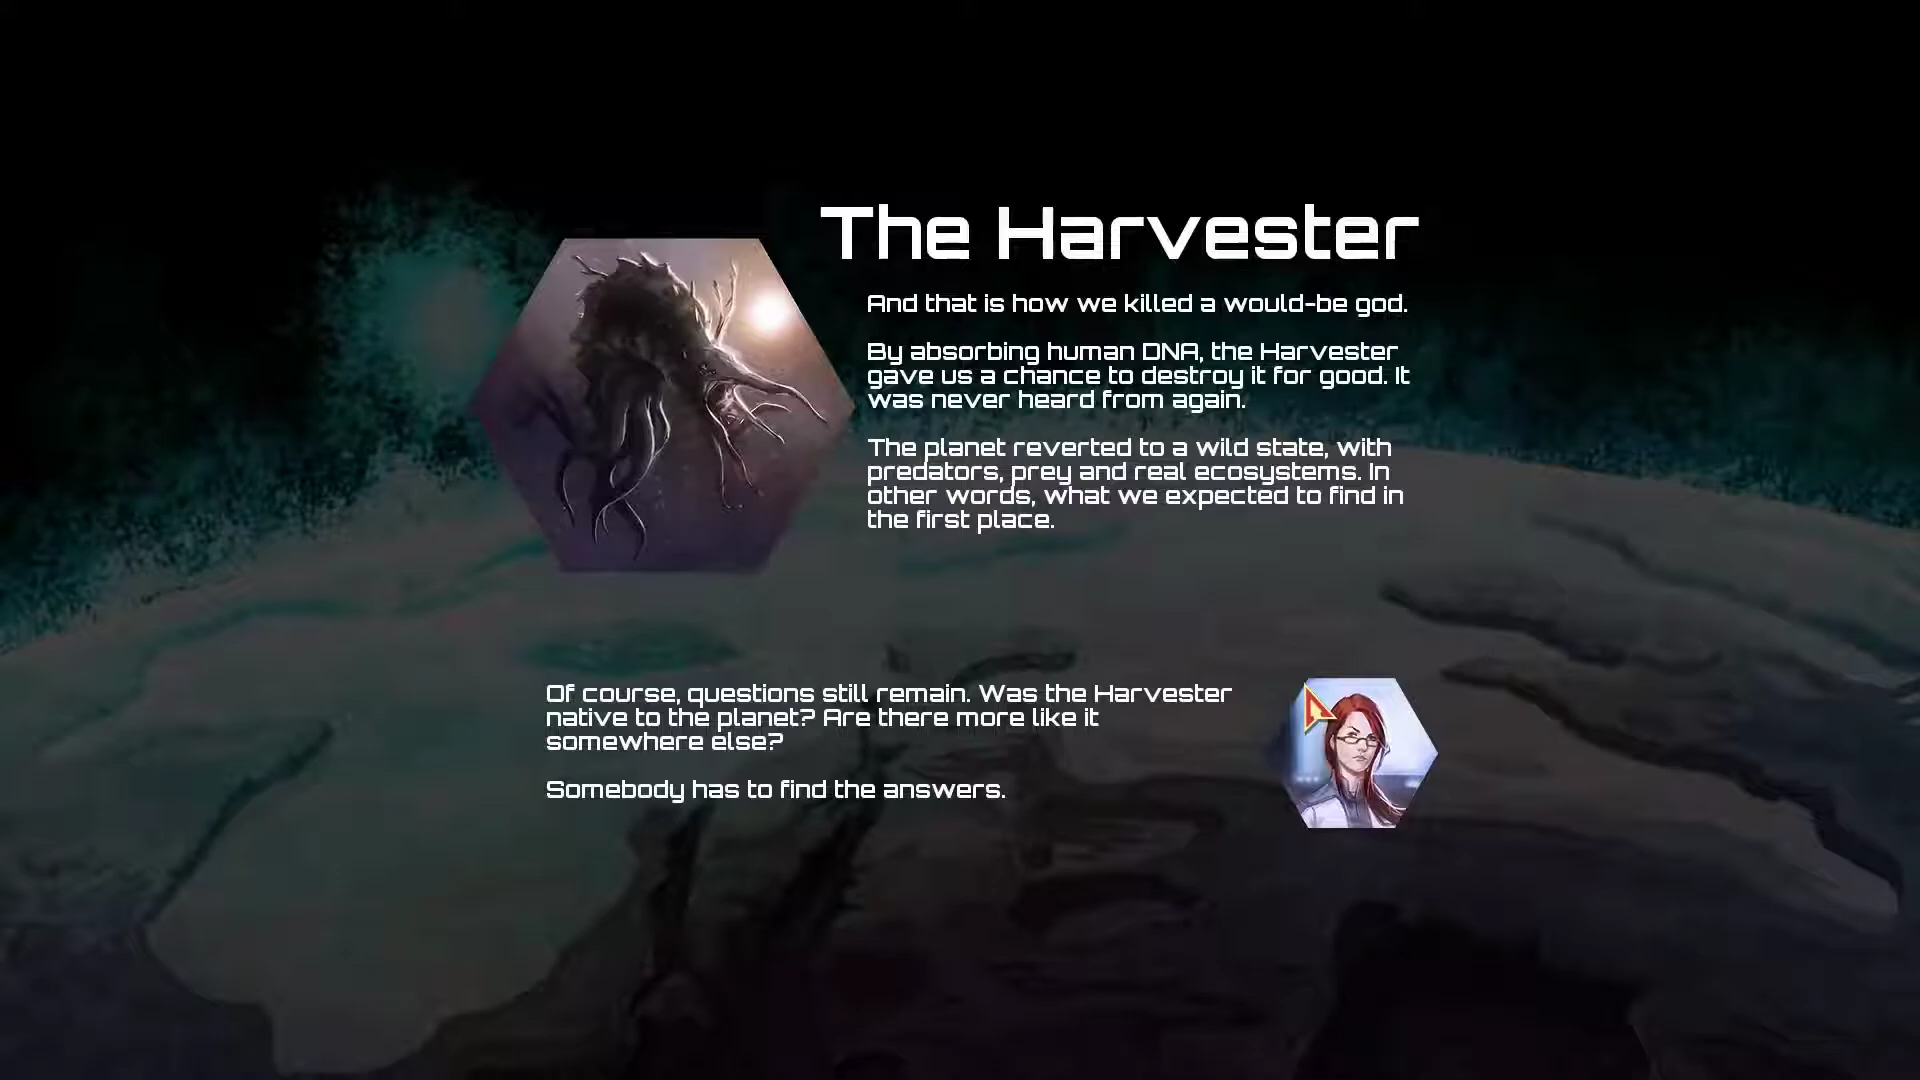 The Harvester
And that is how we killed a would-be god.
By absorbing human DNA, the Harvester
gave us a chance to destroy it for good. It
was never heard from again.
The planet reverted to a wild state, with
predators, prey and real ecosystems. In
other words, what we expected to find in
the first place.
Of course, questions still remain. Was the Harvester
native to the planet? Are there more like it
somewhere else?
Somebody has to find the answers.